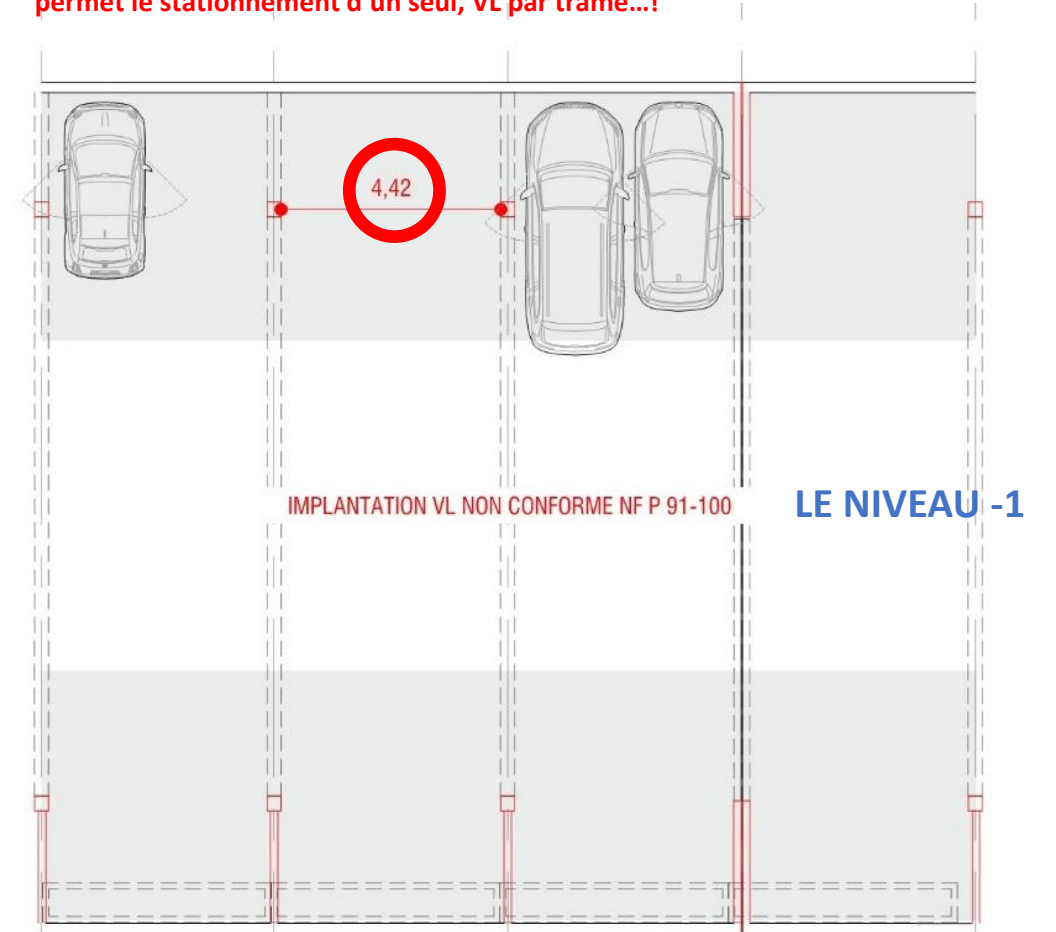 permet le stationnement d'un seul, VL par trame…!
4,42
IMPLANTATION VL NON CONFORME NF P 91-100
LE NIVEAU -1